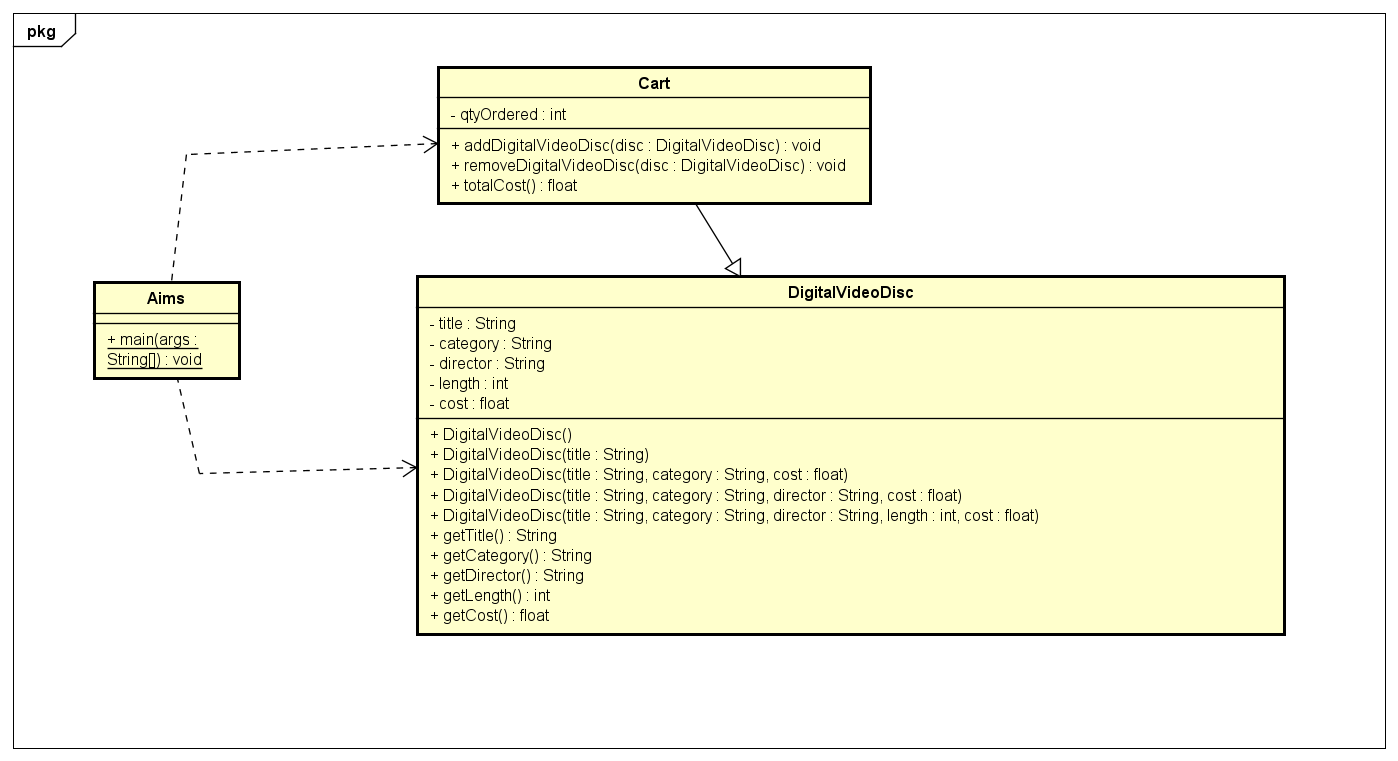 pkg
Cart
- qtyOrdered : int
+ addDigitalVideoDisc(disc : DigitalVideoDisc) : void
+ removeDigitalVideoDisc(disc : DigitalVideoDisc) : void
+ totalCost() : float
Aims
+ main(args :
String[]) : void
DigitalVideoDisc
- title : String
- category : String
- director : String
- length : int
- cost : float
+ DigitalVideoDisc()
+ DigitalVideoDisc(title : String)
+ DigitalVideoDisc(title : String, category : String, cost : float)
+ DigitalVideoDisc(title : String, category : String, director : String, cost : float)
+ DigitalVideoDisc(title : String, category : String, director : String, length : int, cost : float)
+ getTitle() : String
+ getCategory() : String
+ getDirector() : String
+ getLength() : int
+ getCost() : float